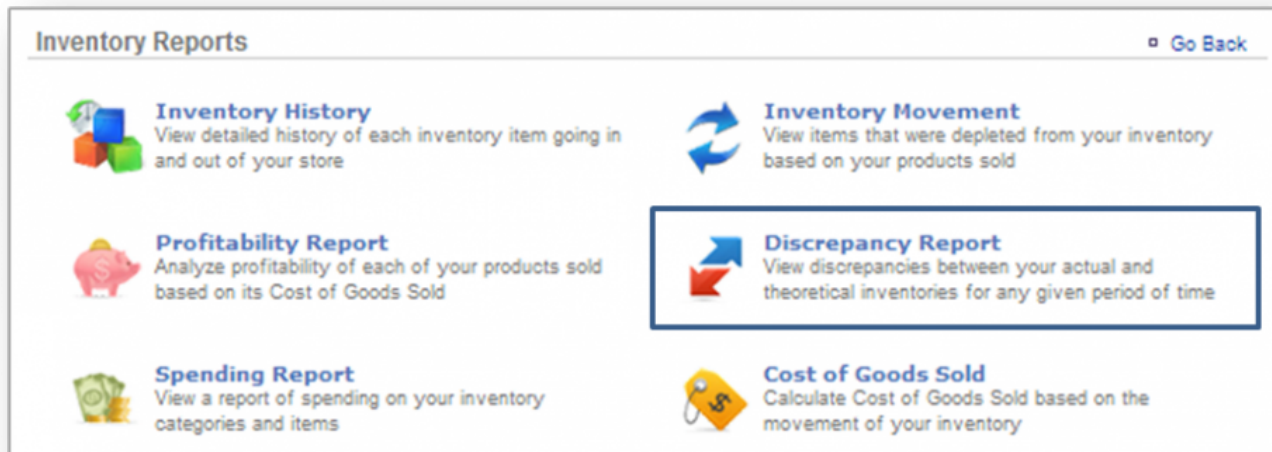 Inventory Reports
Go Back
Inventory History
View detailed history of each inventory item going in
and out of your store
Inventory Movement
View items that were depleted from your inventory
based on your products sold
Profitability Report
Analyze profitability of each of your products sold
based on its Cost of Goods Sold
Discrepancy Report
View discrepancies between your actual and
theoretical inventories for any given period of time
Spending Report
View a report of spending on your inventory
categories and items
Cost of Goods Sold
Calculate Cost of Goods Sold based on the
movement of your inventory